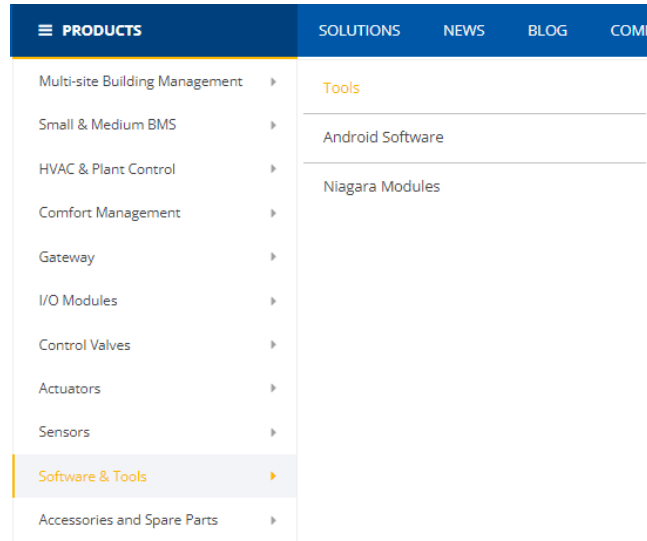 PRODUCTS
SOLUTIONS NEWS BLOG
Multi-site Building Management
Small & Medium BMS
HVAC & Plant Control
Comfort Management
Gateway
I/O Modules
Control Valves
Actuators
Sensors
Software & Tools
Accessories and Spare Parts
Tools
Android Software
Niagara Modules